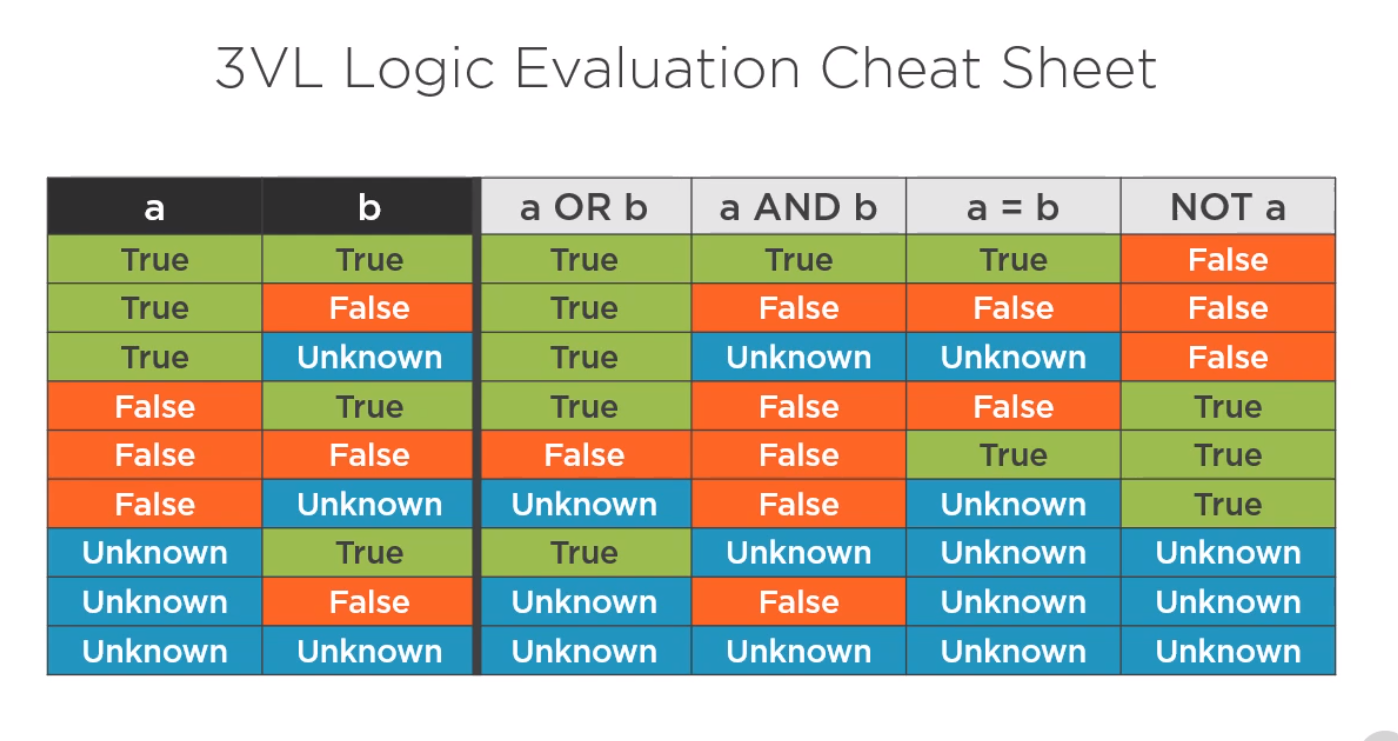 3VL Logic Evaluation Cheat Sheet
a b a OR b a AND b a = b NOT a
True True True True True False
True False True False False False
True Unknown True Unknown Unknown False
False True True False False True
False False False False True True
False Unknown Unknown False Unknown True
Unknown True True Unknown Unknown Unknown
Unknown False Unknown False Unknown Unknown
Unknown Unknown Unknown Unknown Unknown Unknown